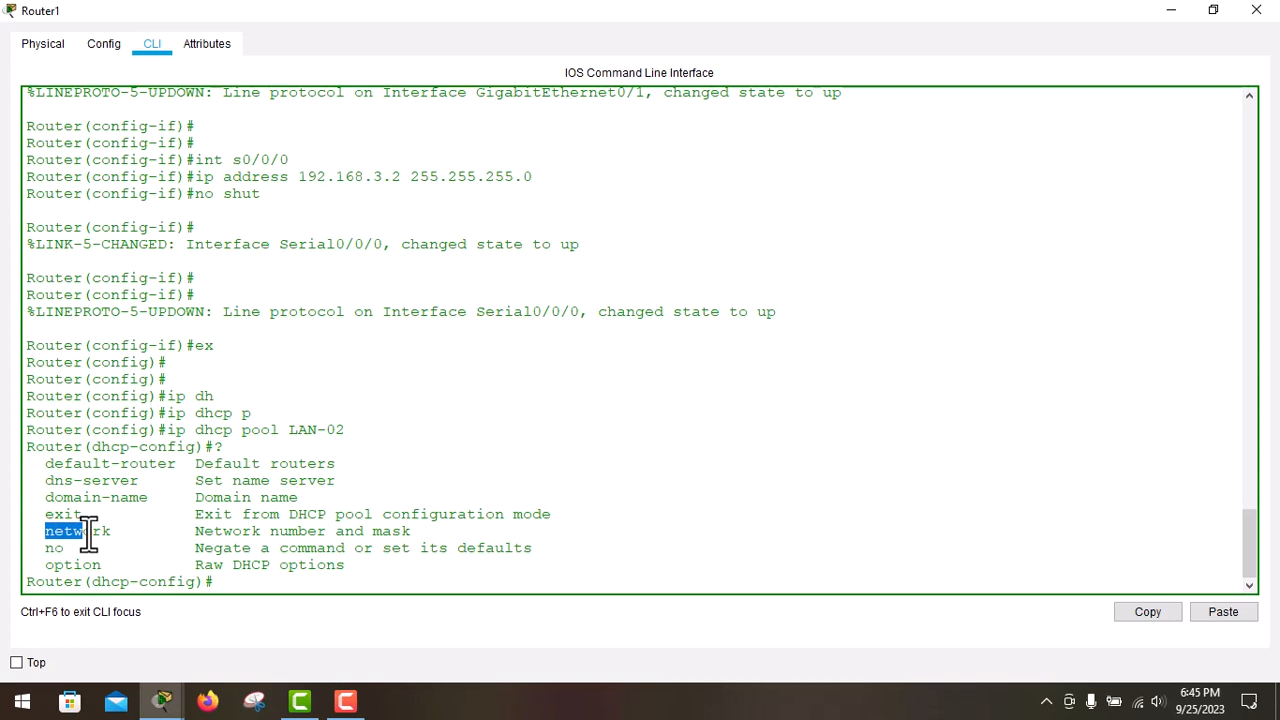 Router1
Physical Config CLI Attributes
IOS Command Line Interface
%LINEPROTO-5-UPDOWN: Line protocol on Interface GigabitEthernet0/1, changed state to up
Router(config-if)#
Router(config-if)#
Router(config-if)#int s0/0/0
Router(config-if)#ip address 192.168.3.2 255.255.255.0
Router(config-if)#no shut
Router(config-if)#
%LINK-5-CHANGED: Interface Serial0/0/0, changed state to up
Router(config-if)#
Router(config-if)#
%LINEPROTO-5-UPDOWN: Line protocol on Interface Serial0/0/0, changed state to up
Router(config-if)#ex
Router(config)#
Router(config)#
Router(config)#ip dh
Router(config)#ip dhcp p
Router(config)#ip dhcp pool LAN-02
Router(dhcp-config)#?
default-router Default routers
dns-server Set name server
domain-name Domain name
exit Exit from DHCP pool configuration mode
network Network number and mask
no Negate a command or set its defaults
option Raw DHCP options
Router(dhcp-config)#
Ctrl+F6 to exit CLI focus
Copy Paste
Top
6:45 PM
9/25/2023